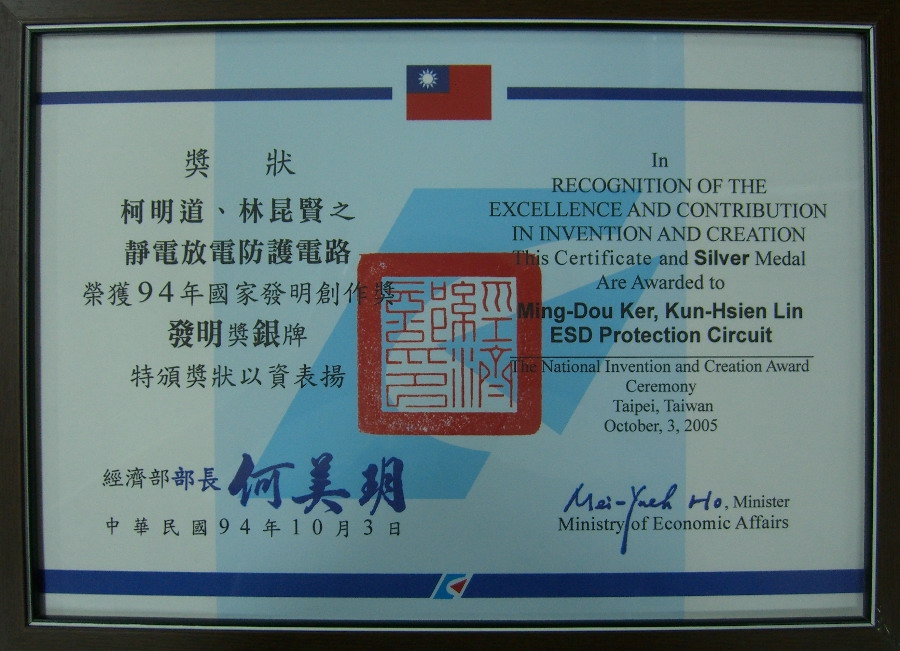 獎 狀
柯明道、林昆賢之
靜電放電防護電路
榮獲94年國家發明創作獎
發明獎銀牌
特頒獎狀以資表揚
經濟部部長 何美玥
中華民國94年10月3日
經濟部印
In
RECOGNITION OF THE
EXCELLENCE AND CONTRIBUTION
IN INVENTION AND CREATION
This Certificate and Silver Medal
Are Awarded to
Ming-Dou Ker, Kun-Hsien Lin
ESD Protection Circuit
The National Invention and Creation Award
Ceremony
Taipei, Taiwan
October, 3, 2005
Mei-Yueh Ho, Minister
Ministry of Economic Affairs